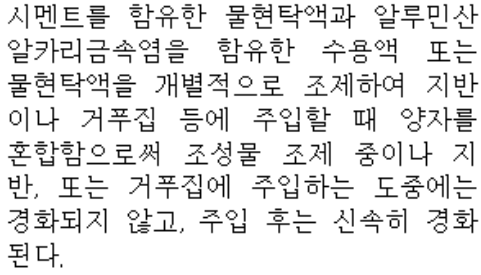 시멘트를 함유한 물현탁액과 알루민산
알카리금속염을 함유한 수용액 또는
물현탁액을 개별적으로 조제하여 지반
이나 거푸집 등에 주입할 때 양자를
혼합함으로써 조성물 조제 중이나 지
반, 또는 거푸집에 주입하는 도중에는
경화되지 않고, 주입 후는 신속히 경화
된다.